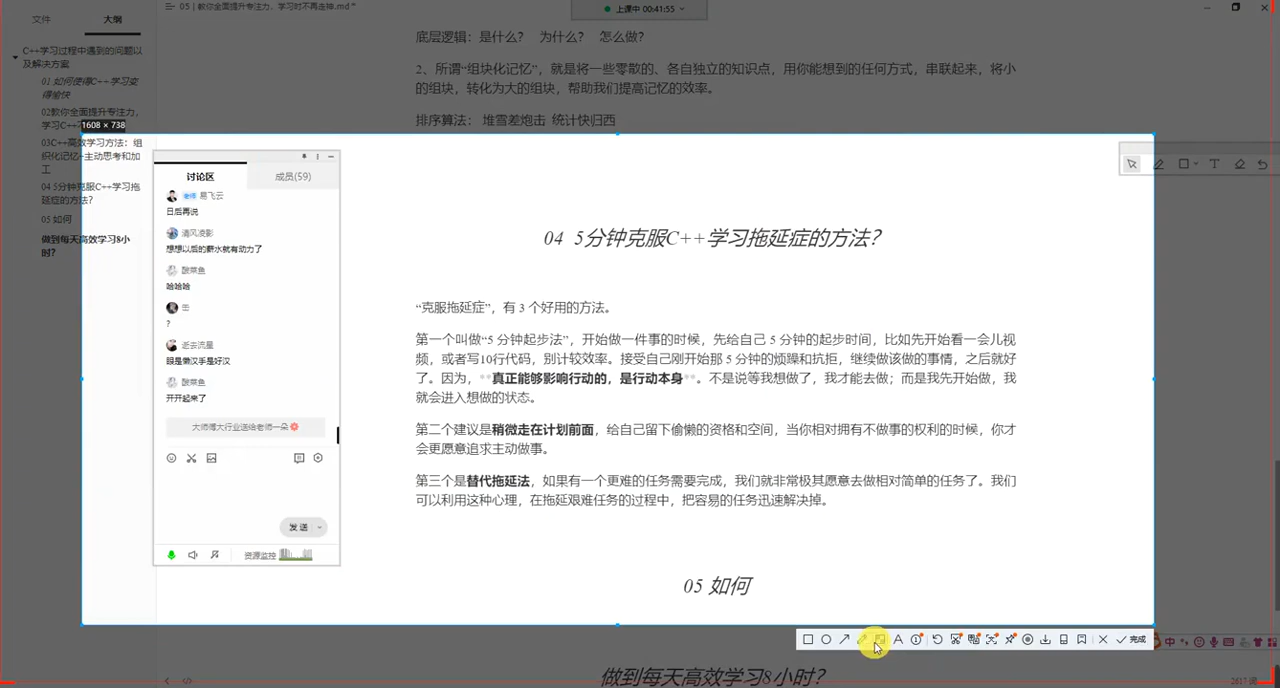 文件
大纲
05 | 教你全面提升专注力，学习时不再走神.md*
上课中 00:41:55
C++学习过程中遇到的问题以
及解决方案
01 如何使得C++学习变
得愉快
02教你全面提升专注力，
学习C++
03C++高效学习方法：组
织化记忆+主动思考和加
工
04 5分钟克服C++学习拖
延症的方法？
05 如何
做到每天高效学习8小
时？
底层逻辑：是什么？ 为什么？ 怎么做？
2、所谓“组块化记忆”，就是将一些零散的、各自独立的知识点，用你能想到的任何方式，串联起来，将小
的组块，转化为大的组块，帮助我们提高记忆的效率。
排序算法： 堆雪差炮击 统计快归西
1608 × 738
讨论区
成员(59)
老师 易飞云
日后再说
清风凌影
想想以后的薪水就有动力了
酸菜鱼
哈哈哈
?
逝去流星
眼是懒汉手是好汉
酸菜鱼
开开起来了
大师傅大行业送给老师一朵
发送
资源监控
04 5分钟克服C++学习拖延症的方法？
“克服拖延症”，有 3 个好用的方法。
第一个叫做“5 分钟起步法”，开始做一件事的时候，先给自己 5 分钟的起步时间，比如先开始看一会儿视
频，或者写10行代码，别计较效率。接受自己刚开始那 5 分钟的烦躁和抗拒，继续做该做的事情，之后就好
了。因为，**真正能够影响行动的，是行动本身**。不是说等我想做了，我才能去做；而是我先开始做，我
就会进入想做的状态。
第二个建议是稍微走在计划前面，给自己留下偷懒的资格和空间，当你相对拥有不做事的权利的时候，你才
会更愿意追求主动做事。
第三个是替代拖延法，如果有一个更难的任务需要完成，我们就非常极其愿意去做相对简单的任务了。我们
可以利用这种心理，在拖延艰难任务的过程中，把容易的任务迅速解决掉。
05 如何
完成
中
做到每天高效学习8小时？
2617 词